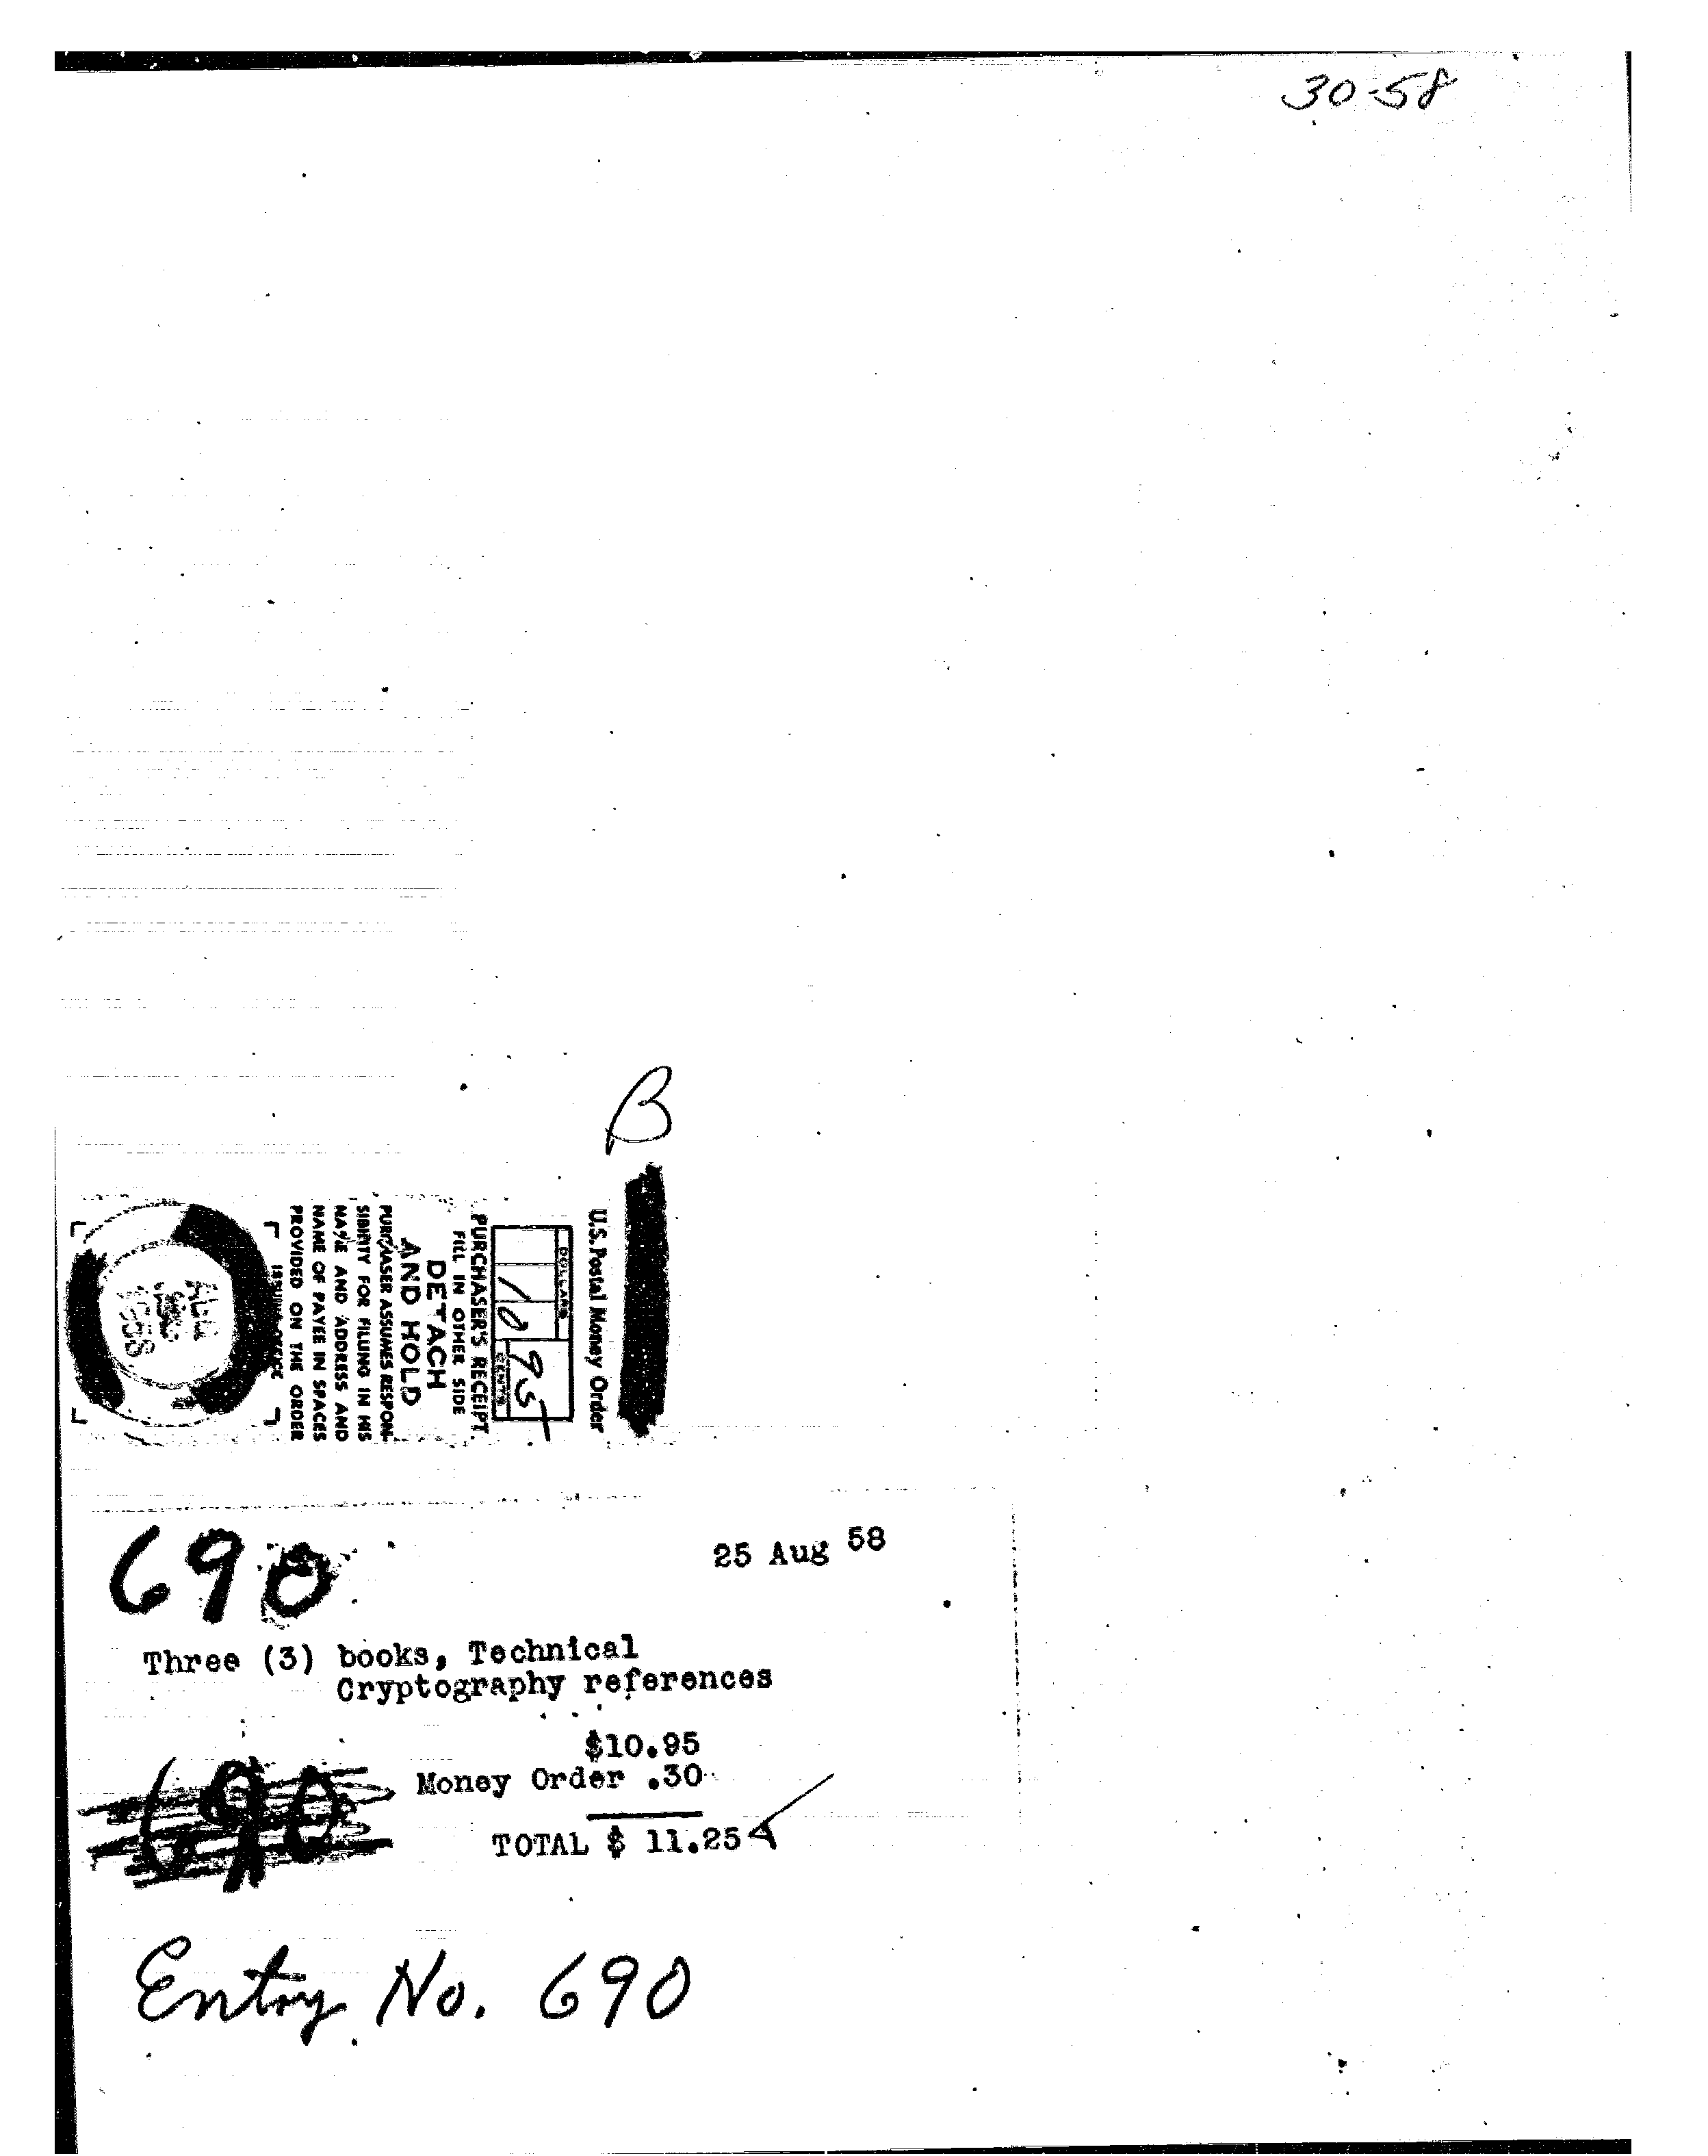 30-58
B
U.S. Postal Money Order
DOLLARS
CENTS
10 95
PURCHASER'S RECEIPT
FILL IN OTHER SIDE
DETACH
AND HOLD
PURCHASER ASSUMES RESPON-
SIBILITY FOR FILLING IN HIS
NAME AND ADDRESS AND
NAME OF PAYEE IN SPACES
PROVIDED ON THE ORDER
ISSUING OFFICE
AUG
1958
690
25 Aug 58
Three (3) books, Technical
Cryptography references
$10.95
Money Order .30
690
TOTAL $ 11.25
Entry No. 690